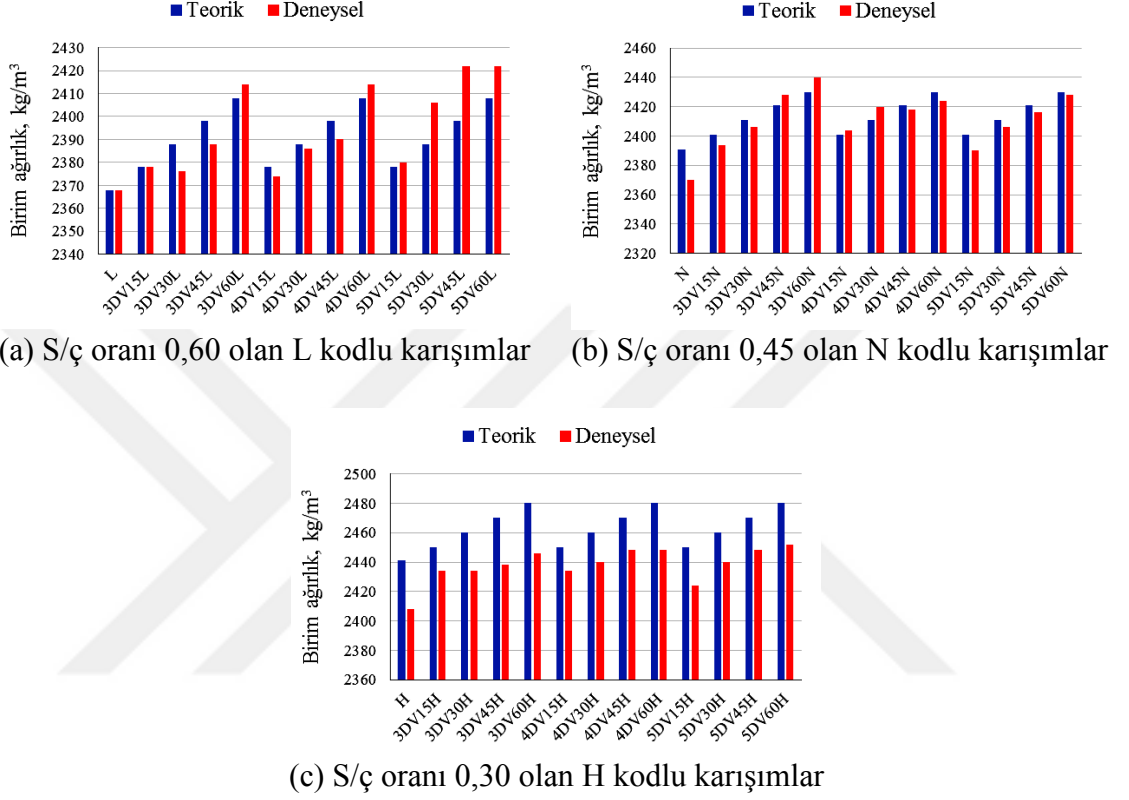 Teorik Deneysel
Birim ağırlık, kg/m³
2430
2420
2410
2400
2390
2380
2370
2360
2350
2340
L 3DV15L 3DV30L 3DV45L 3DV60L 4DV15L 4DV30L 4DV45L 4DV60L 5DV15L 5DV30L 5DV45L 5DV60L
(a) S/ç oranı 0,60 olan L kodlu karışımlar
Teorik Deneysel
Birim ağırlık, kg/m³
2460
2440
2420
2400
2380
2360
2340
2320
N 3DV15N 3DV30N 3DV45N 3DV60N 4DV15N 4DV30N 4DV45N 4DV60N 5DV15N 5DV30N 5DV45N 5DV60N
(b) S/ç oranı 0,45 olan N kodlu karışımlar
Teorik Deneysel
Birim ağırlık, kg/m³
2500
2480
2460
2440
2420
2400
2380
2360
H 3DV15H 3DV30H 3DV45H 3DV60H 4DV15H 4DV30H 4DV45H 4DV60H 5DV15H 5DV30H 5DV45H 5DV60H
(c) S/ç oranı 0,30 olan H kodlu karışımlar